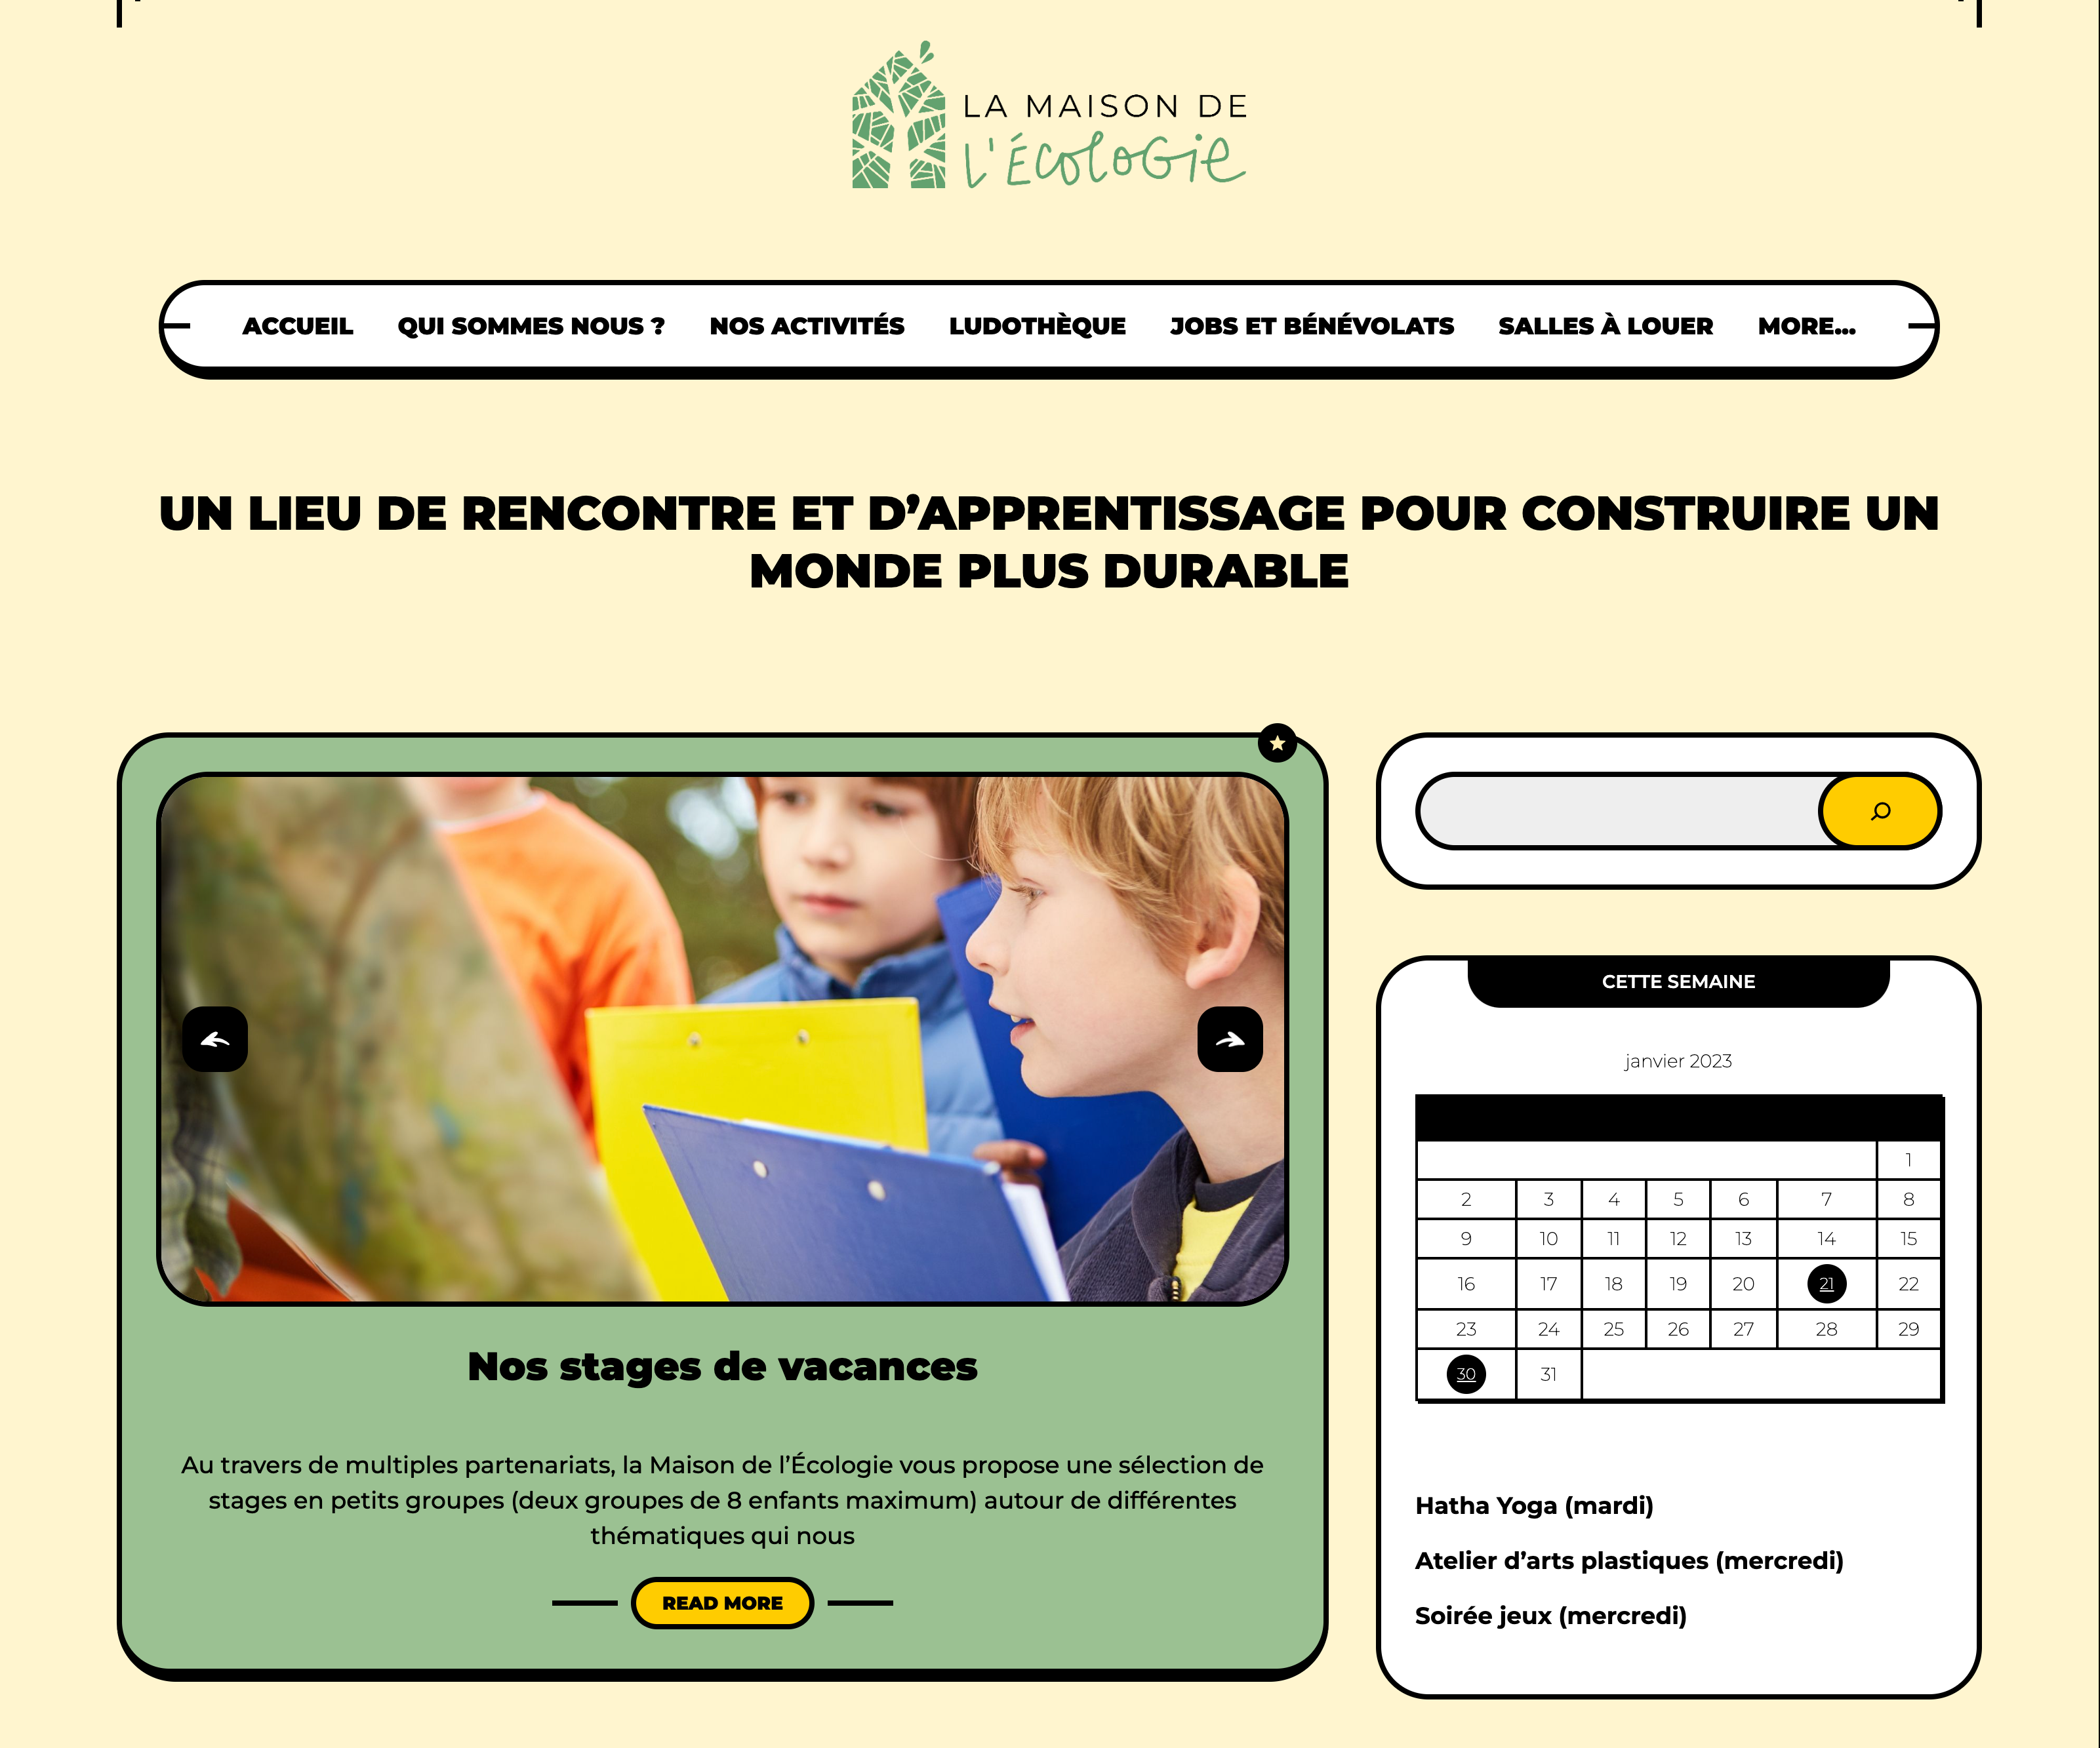 LA MAISON DE
l'ÉcoloGie
ACCUEIL QUI SOMMES NOUS ? NOS ACTIVITÉS LUDOTHÈQUE JOBS ET BÉNÉVOLATS SALLES À LOUER MORE...
UN LIEU DE RENCONTRE ET D’APPRENTISSAGE POUR CONSTRUIRE UN
MONDE PLUS DURABLE
Nos stages de vacances
Au travers de multiples partenariats, la Maison de l’Écologie vous propose une sélection de
stages en petits groupes (deux groupes de 8 enfants maximum) autour de différentes
thématiques qui nous
READ MORE
CETTE SEMAINE
janvier 2023
1
2 3 4 5 6 7 8
9 10 11 12 13 14 15
16 17 18 19 20 21 22
23 24 25 26 27 28 29
30 31
Hatha Yoga (mardi)
Atelier d’arts plastiques (mercredi)
Soirée jeux (mercredi)